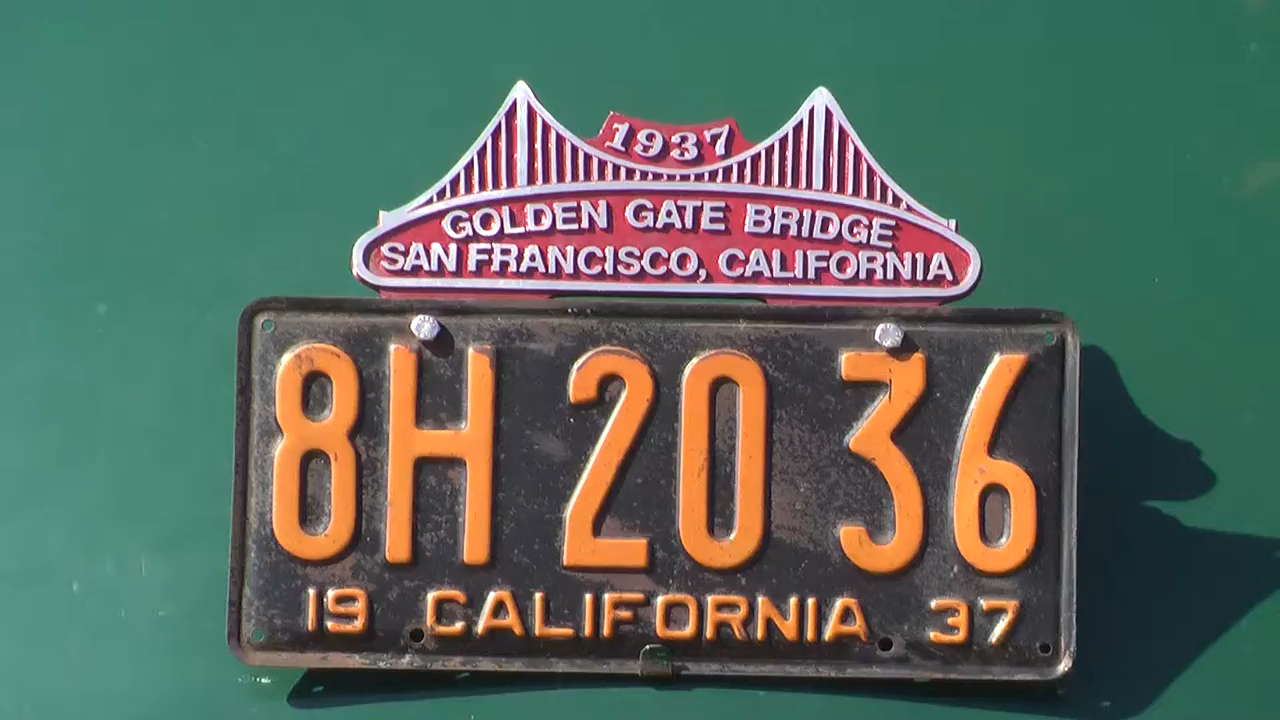 1937
GOLDEN GATE BRIDGE
SAN FRANCISCO, CALIFORNIA
8H 20 36
19 CALIFORNIA 37